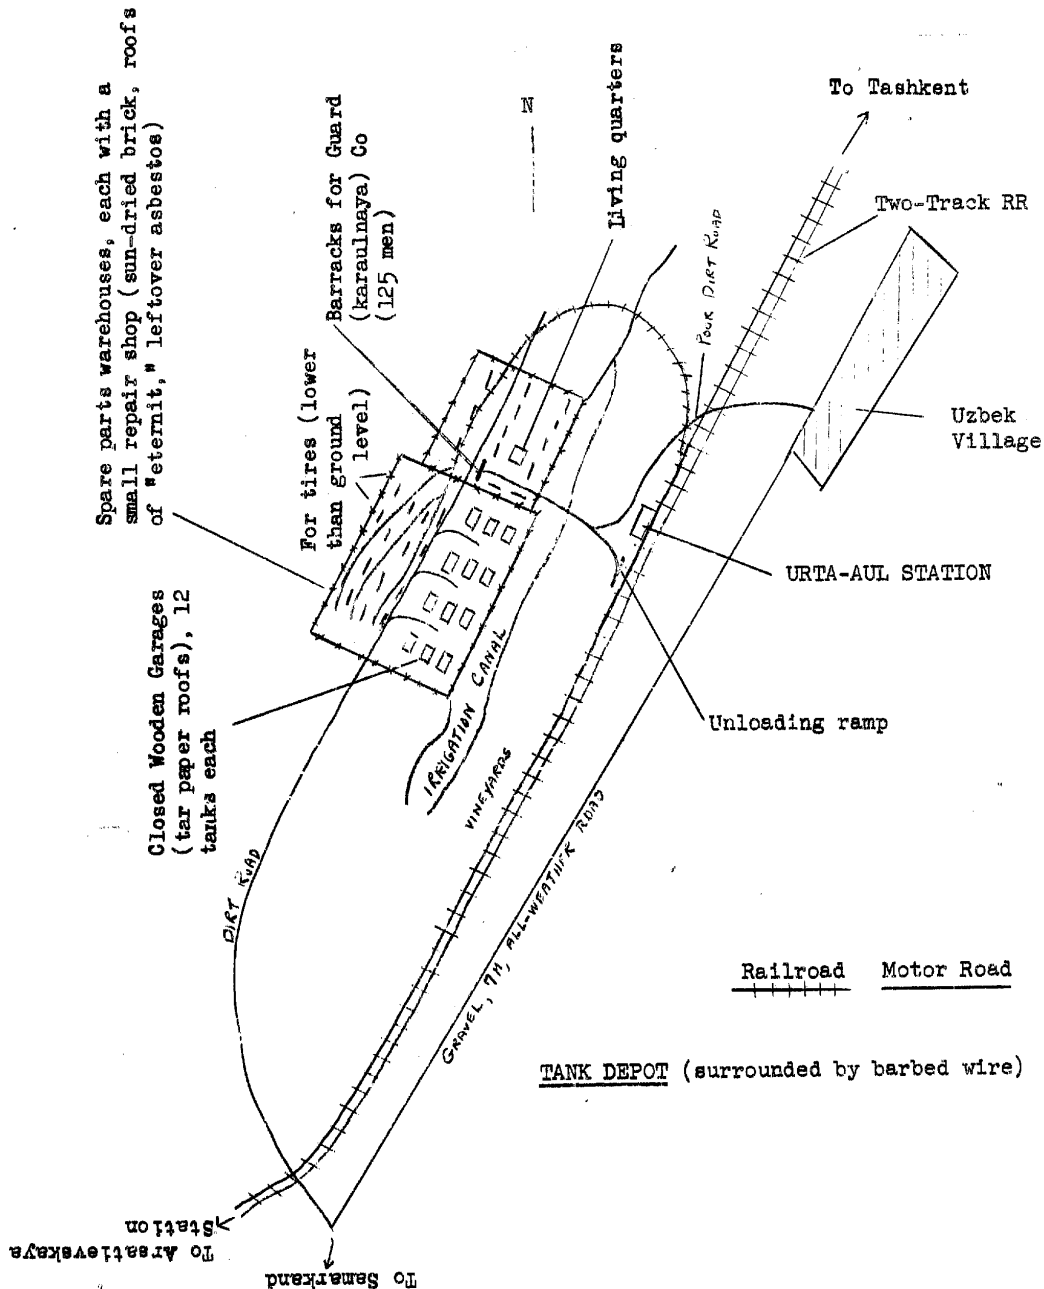 Spare parts warehouses, each with a
small repair shop (sun-dried brick, roofs
of "eternit," leftover asbestos)
Closed Wooden Garages
(tar paper roofs), 12
tanks each
For tires (lower
than ground
level)
Barracks for Guard
(karaulnaya) Co
(125 men)
N
Living quarters
To Tashkent
Two-Track RR
POOR DIRT ROAD
Uzbek
Village
URTA-AUL STATION
Unloading ramp
IRRIGATION CANAL
VINEYARDS
DIRT ROAD
GRAVEL, 7M, ALL-WEATHER ROAD
Railroad Motor Road
TANK DEPOT (surrounded by barbed wire)
To Arsatievskaya
Station
To Samarkand